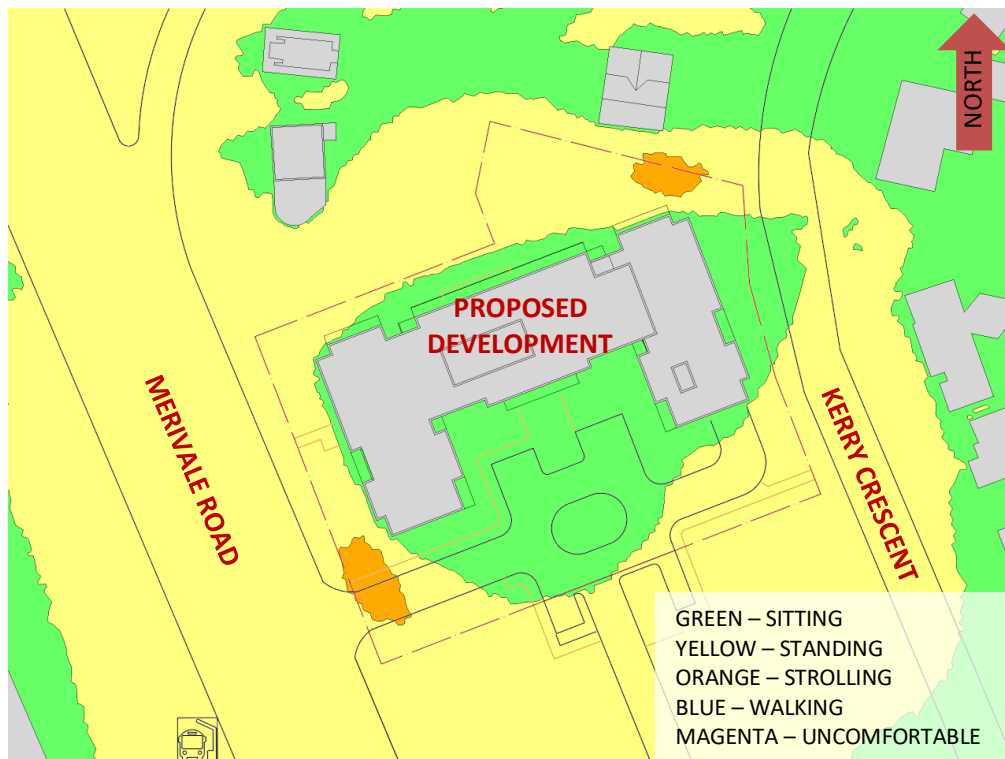 NORTH
PROPOSED
DEVELOPMENT
MERIVALE ROAD
KERRY CRESCENT
GREEN – SITTING
YELLOW – STANDING
ORANGE – STROLLING
BLUE – WALKING
MAGENTA – UNCOMFORTABLE